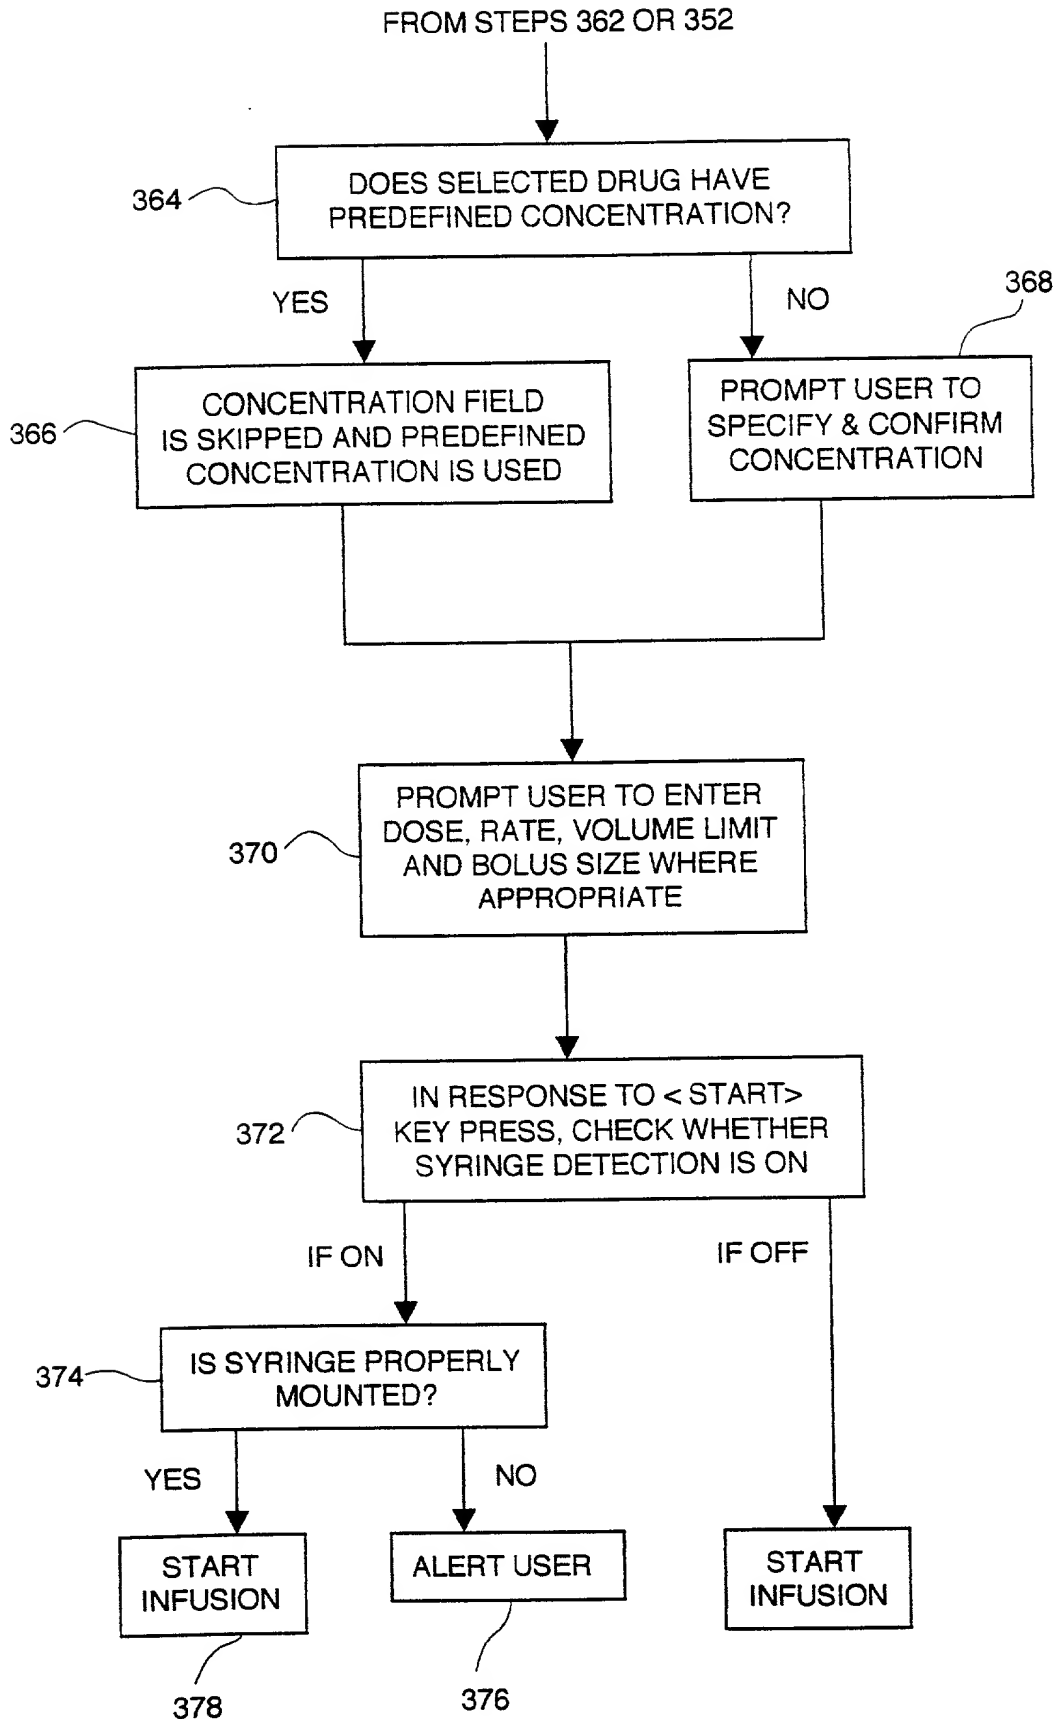 FROM STEPS 362 OR 352
364
DOES SELECTED DRUG HAVE
PREDEFINED CONCENTRATION?
YES
NO
368
366
CONCENTRATION FIELD
IS SKIPPED AND PREDEFINED
CONCENTRATION IS USED
PROMPT USER TO
SPECIFY & CONFIRM
CONCENTRATION
370
PROMPT USER TO ENTER
DOSE, RATE, VOLUME LIMIT
AND BOLUS SIZE WHERE
APPROPRIATE
372
IN RESPONSE TO < START>
KEY PRESS, CHECK WHETHER
SYRINGE DETECTION IS ON
IF ON
IF OFF
374
IS SYRINGE PROPERLY
MOUNTED?
YES
NO
START
INFUSION
ALERT USER
START
INFUSION
378
376